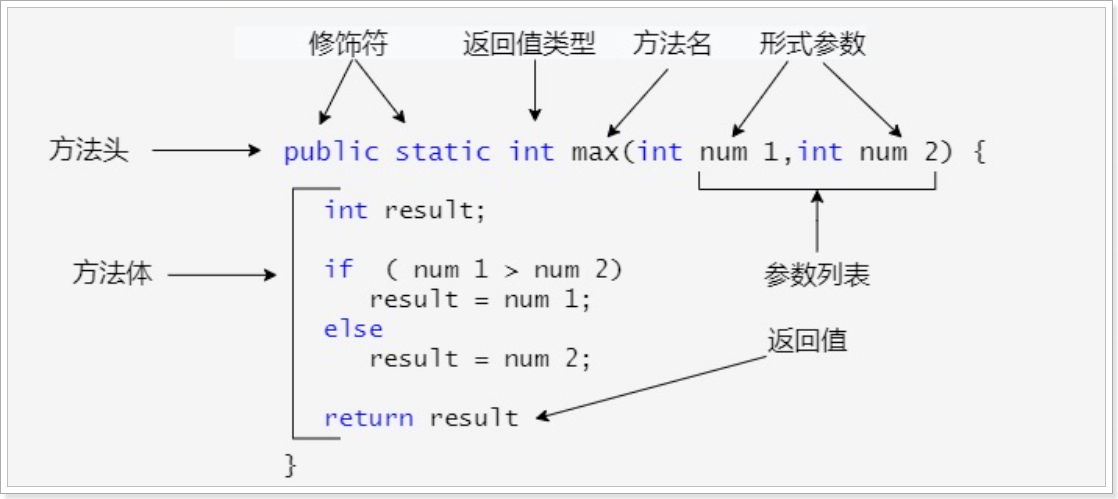 修饰符 返回值类型 方法名 形式参数
方法头 public static int max(int num 1,int num 2) {
int result;
if ( num 1 > num 2)
方法体 参数列表
result = num 1;
else
返回值
result = num 2;
return result
}